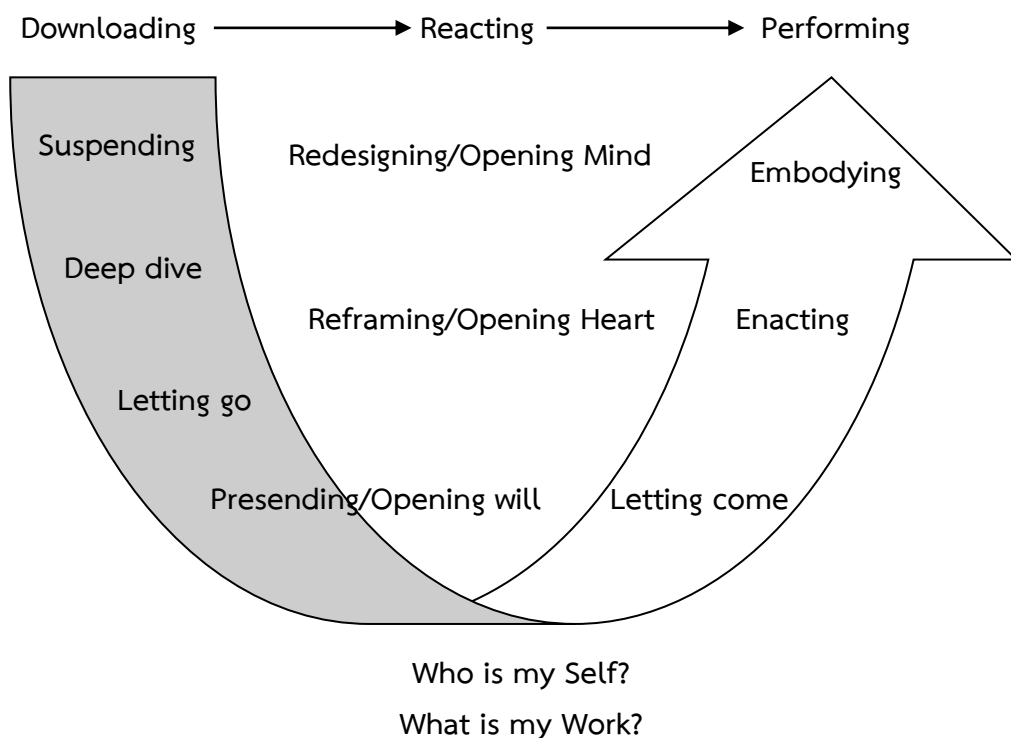 Downloading Reacting Performing
Suspending
Redesigning/Opening Mind
Embodying
Deep dive
Reframing/Opening Heart
Enacting
Letting go
Presending/Opening will
Letting come
Who is my Self?
What is my Work?